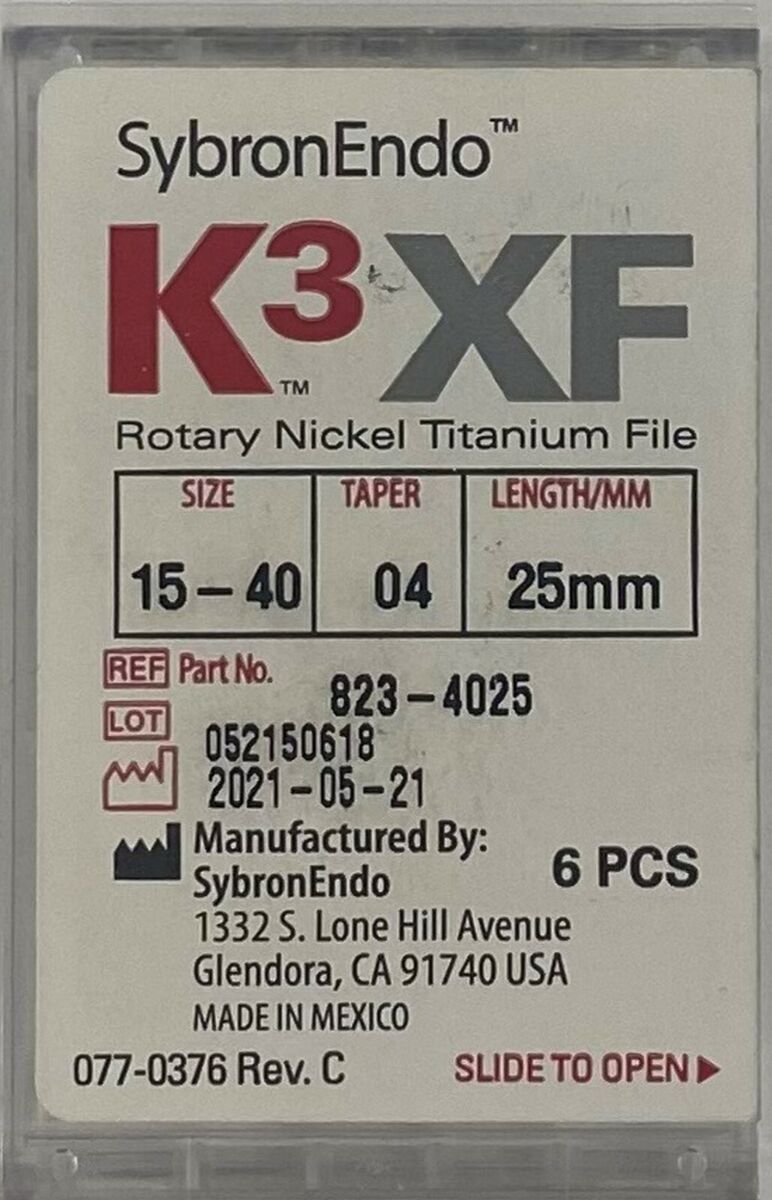 SybronEndo™
K3™ XF
Rotary Nickel Titanium File
SIZE TAPER LENGTH/MM
15-40 04 25mm
REF Part No. 823-4025
LOT 052150618
2021-05-21
Manufactured By:
SybronEndo 6 PCS
1332 S. Lone Hill Avenue
Glendora, CA 91740 USA
MADE IN MEXICO
077-0376 Rev. C SLIDE TO OPEN▶